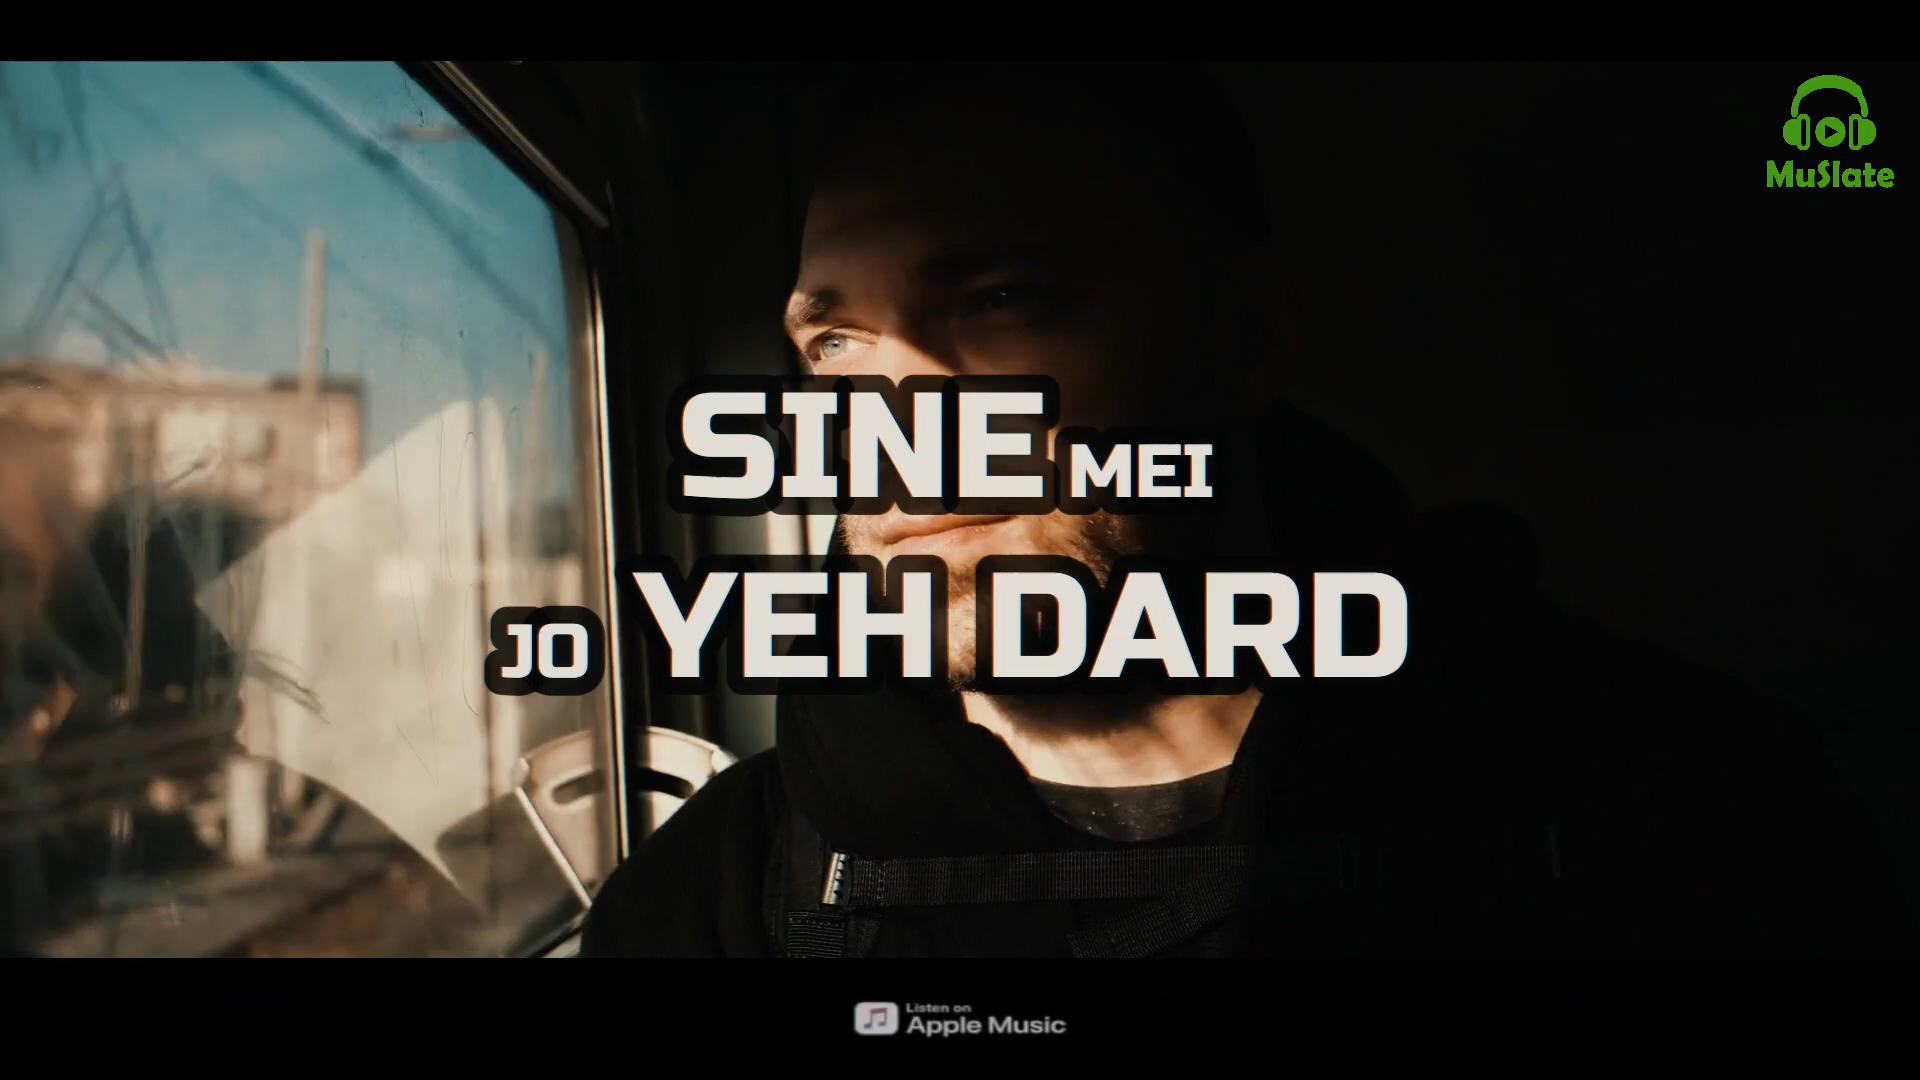 MuSlate
SINE MEI
JO YEH DARD
Listen on
Apple Music